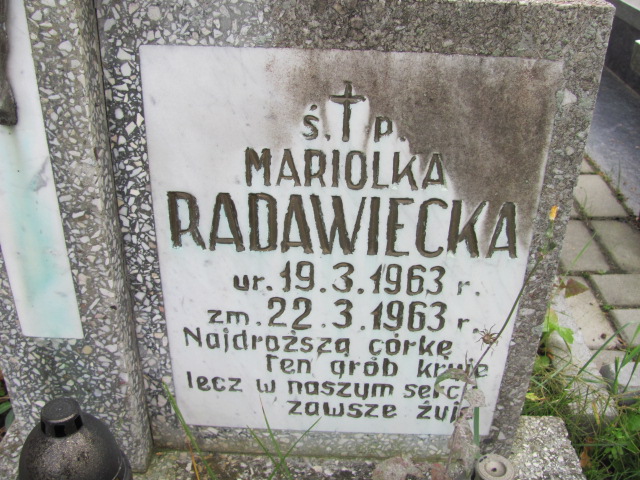 ś. p.
MARIOLKA
RADAWIECKA
ur. 19.3.1963 r.
zm. 22.3.1963 r.
Najdroższą córkę
ten grób kryje
lecz w naszym sercu
zawsze żyje